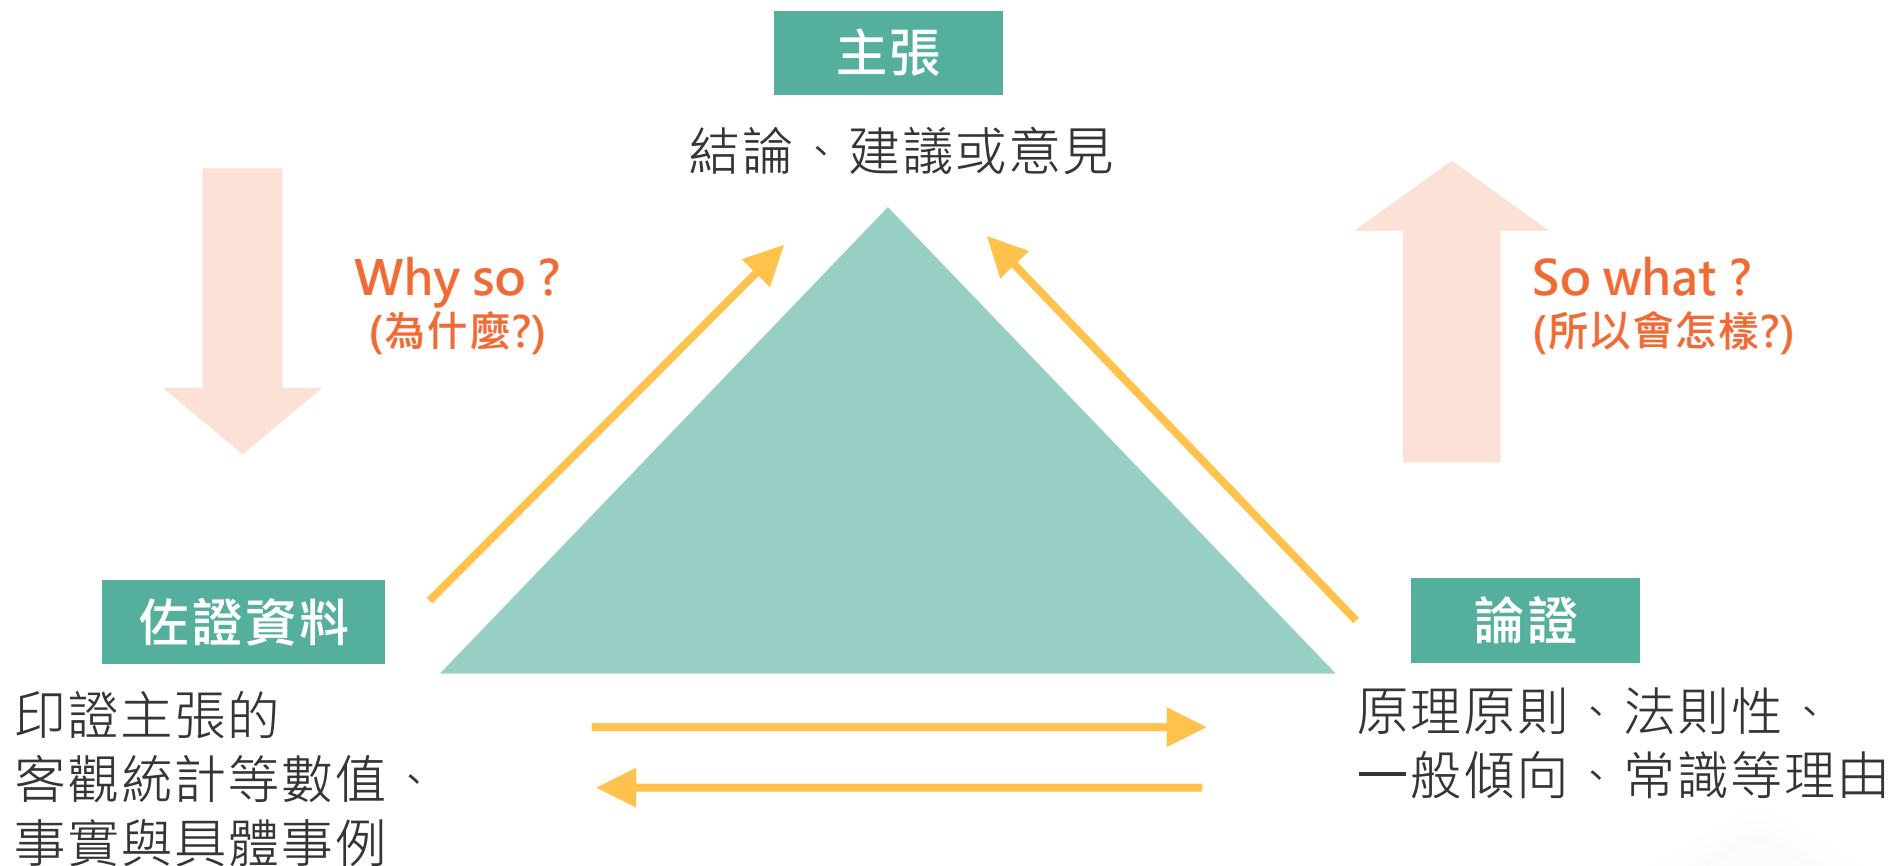 主張
結論、建議或意見
Why so？
(為什麼?)
So what？
(所以會怎樣?)
佐證資料
印證主張的
客觀統計等數值、
事實與具體事例
論證
原理原則、法則性、
一般傾向、常識等理由